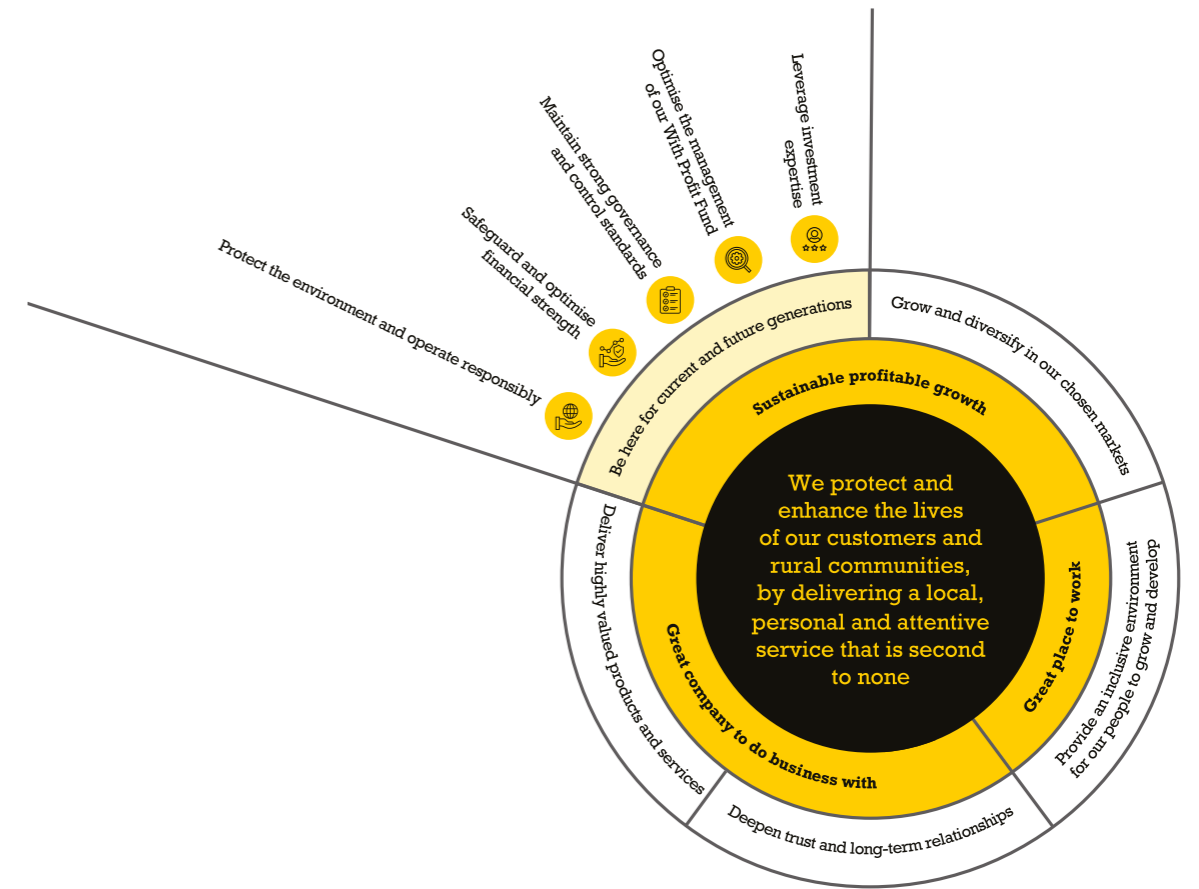 Leverage investment
expertise
Optimise the management
of our With Profit Fund
Maintain strong governance
and control standards
Safeguard and optimise
financial strength
Protect the environment and operate responsibly
Be here for current and future generations
Grow and diversify in our chosen markets
Sustainable profitable growth
We protect and
enhance the lives
of our customers and
rural communities,
by delivering a local,
personal and attentive
service that is second
to none
Great place to work
Provide an inclusive environment
for our people to grow and develop
Great company to do business with
Deliver highly valued products and services
Deepen trust and long-term relationships